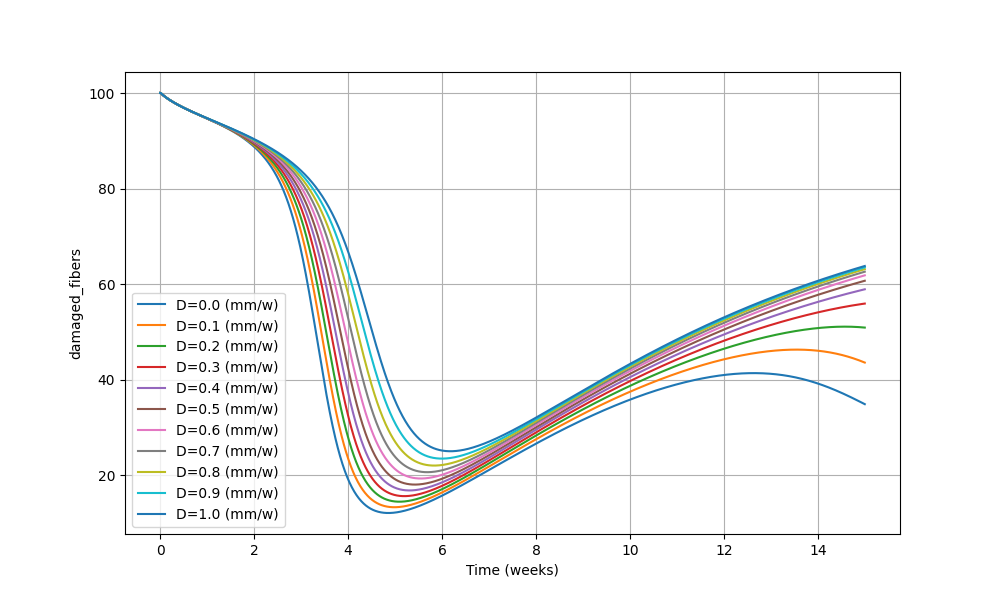 100
80
60
40
20
damaged_fibers
D=0.0 (mm/w)
D=0.1 (mm/w)
D=0.2 (mm/w)
D=0.3 (mm/w)
D=0.4 (mm/w)
D=0.5 (mm/w)
D=0.6 (mm/w)
D=0.7 (mm/w)
D=0.8 (mm/w)
D=0.9 (mm/w)
D=1.0 (mm/w)
0 2 4 6 8 10 12 14
Time (weeks)